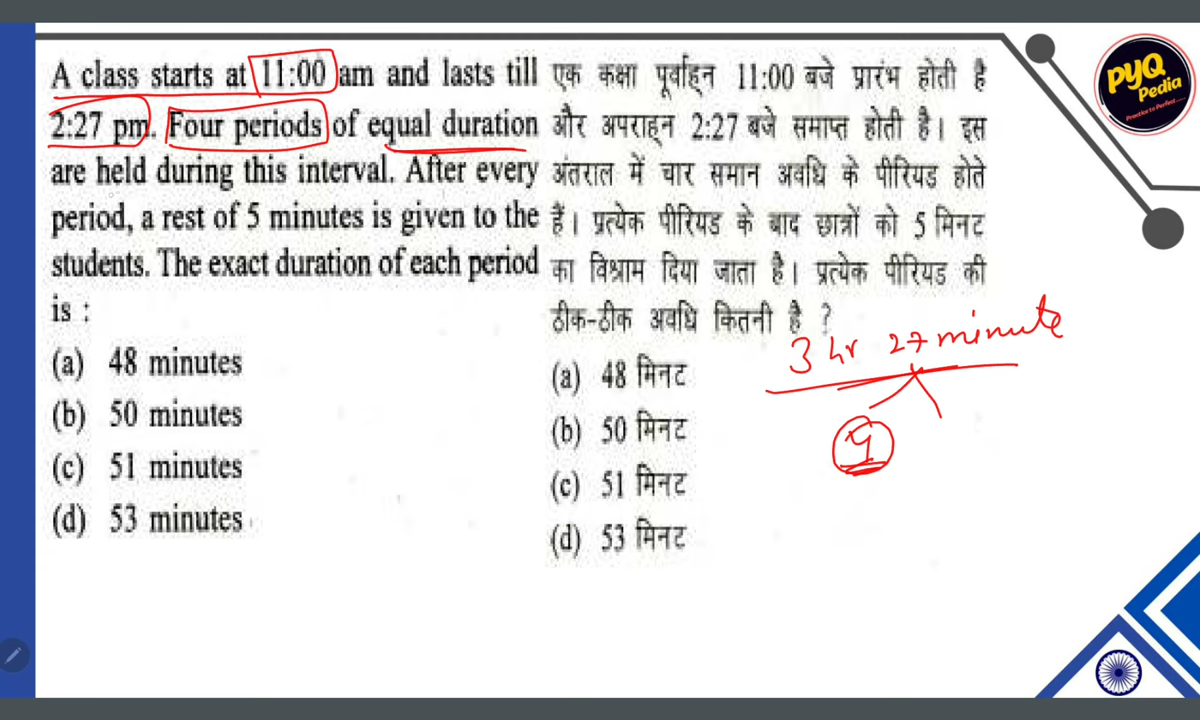 A class starts at 11:00 am and lasts till
2:27 pm. Four periods of equal duration
are held during this interval. After every
period, a rest of 5 minutes is given to the
students. The exact duration of each period
is :
(a) 48 minutes
(b) 50 minutes
(c) 51 minutes
(d) 53 minutes
एक कक्षा पूर्वाह्न 11:00 बजे प्रारंभ होती है
और अपराह्न 2:27 बजे समाप्त होती है। इस
अंतराल में चार समान अवधि के पीरियड होते
हैं। प्रत्येक पीरियड के बाद छात्रों को 5 मिनट
का विश्राम दिया जाता है। प्रत्येक पीरियड की
ठीक-ठीक अवधि कितनी है ?
(a) 48 मिनट
(b) 50 मिनट
(c) 51 मिनट
(d) 53 मिनट
3 hr 27 minute
PYQ
Pedia
Practice to Perfect